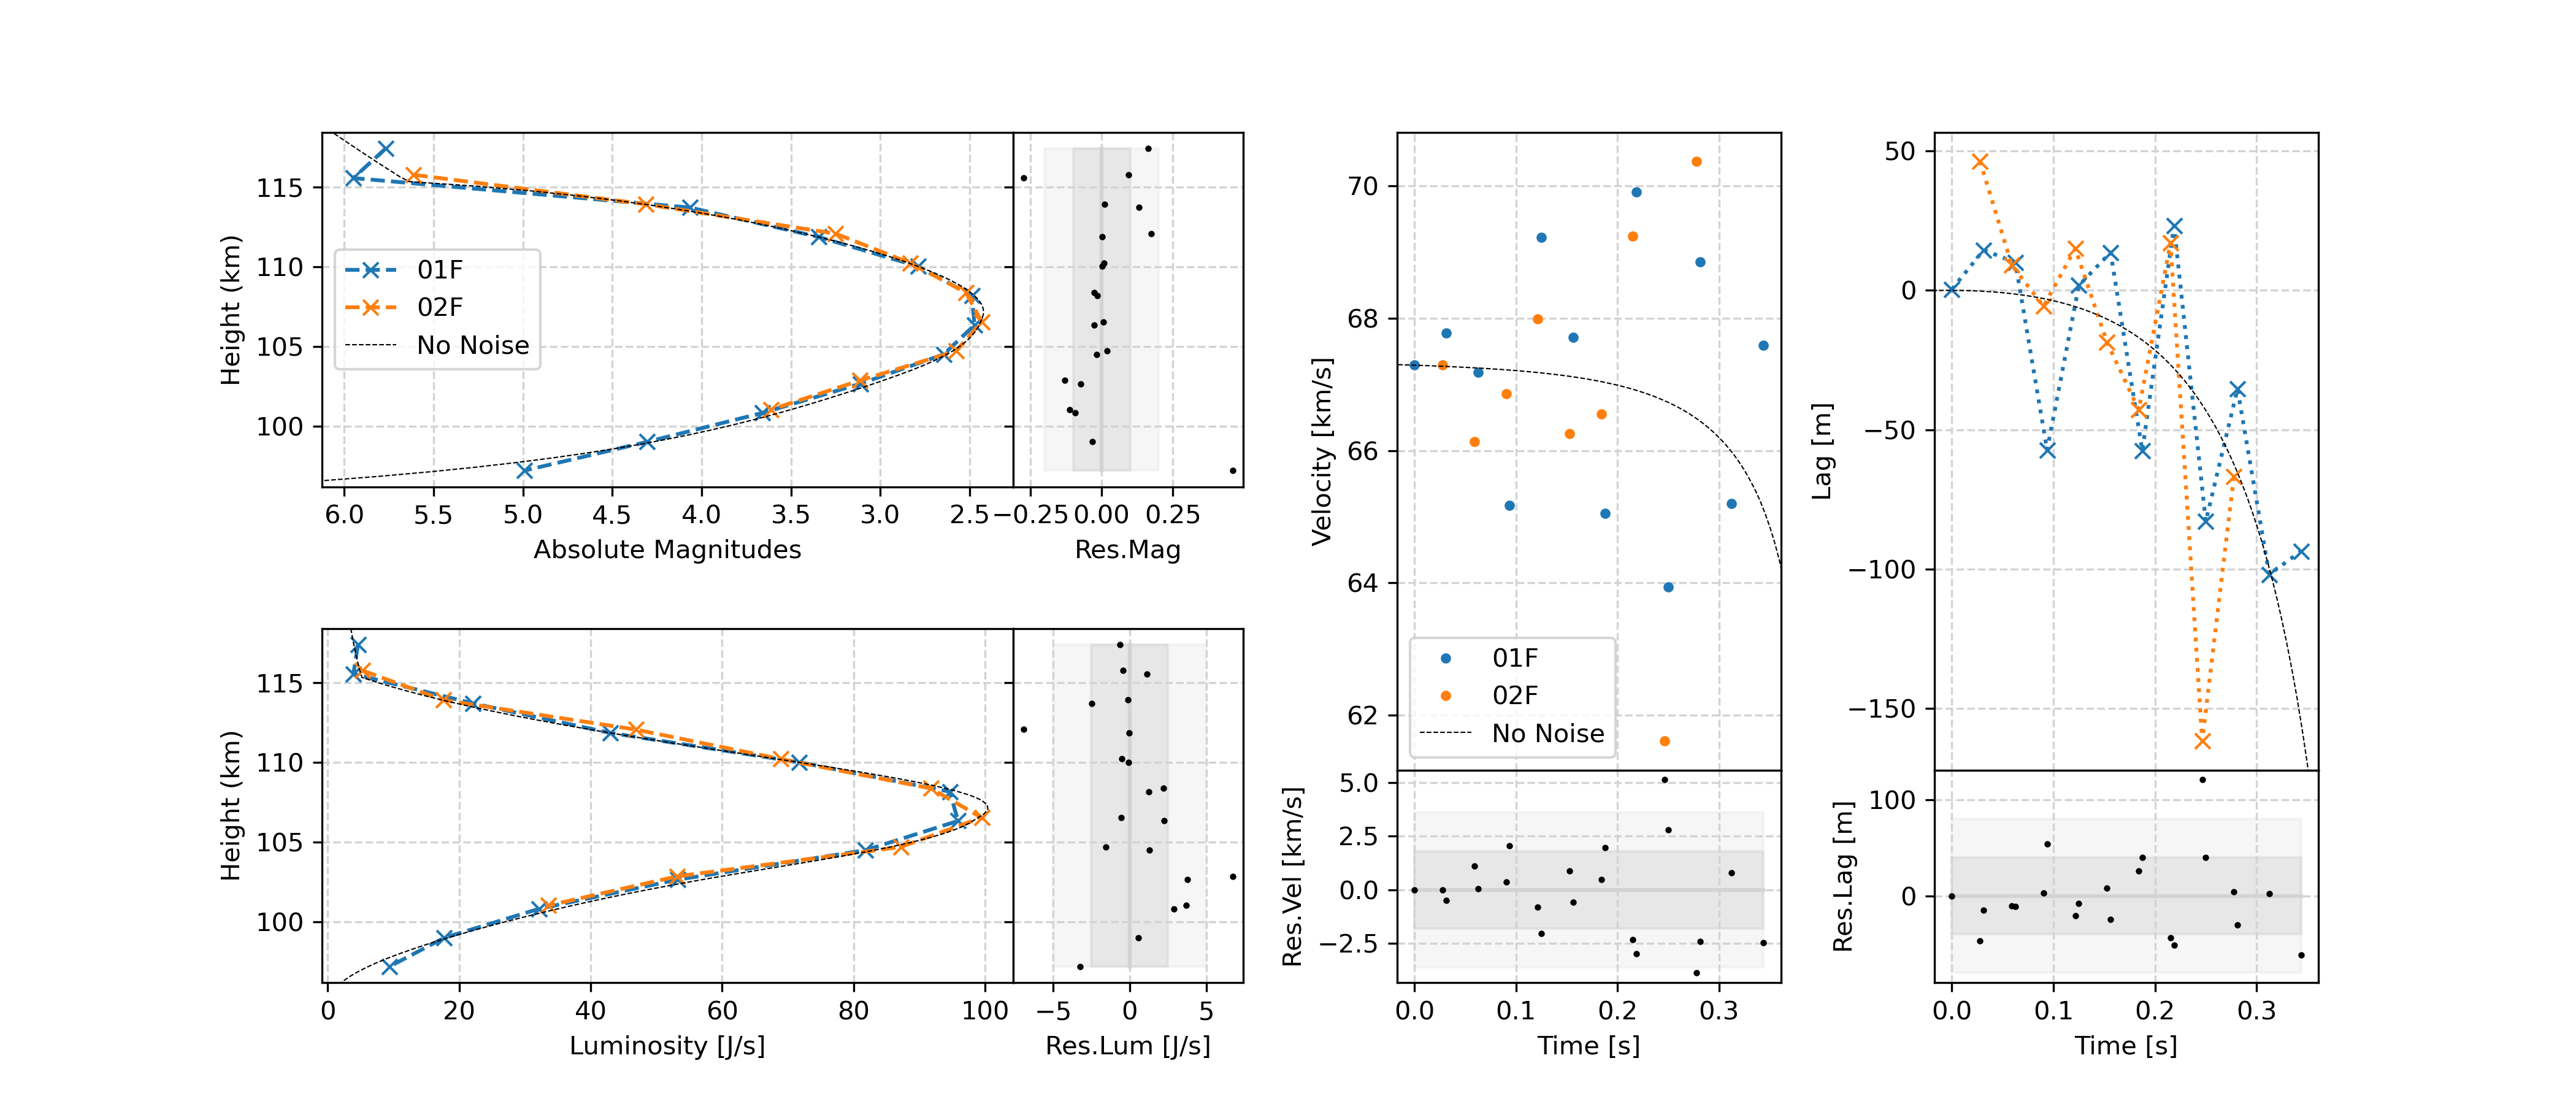 115
110
105
100
Height (km)
01F
02F
No Noise
6.0 5.5 5.0 4.5 4.0 3.5 3.0 2.5
Absolute Magnitudes
−0.25 0.00 0.25
Res.Mag
115
110
105
100
Height (km)
0 20 40 60 80 100
Luminosity [J/s]
−5 0 5
Res.Lum [J/s]
70
68
66
64
62
Velocity [km/s]
01F
02F
No Noise
5.0
2.5
0.0
−2.5
Res.Vel [km/s]
0.0 0.1 0.2 0.3
Time [s]
50
0
−50
−100
−150
Lag [m]
100
0
Res.Lag [m]
0.0 0.1 0.2 0.3
Time [s]